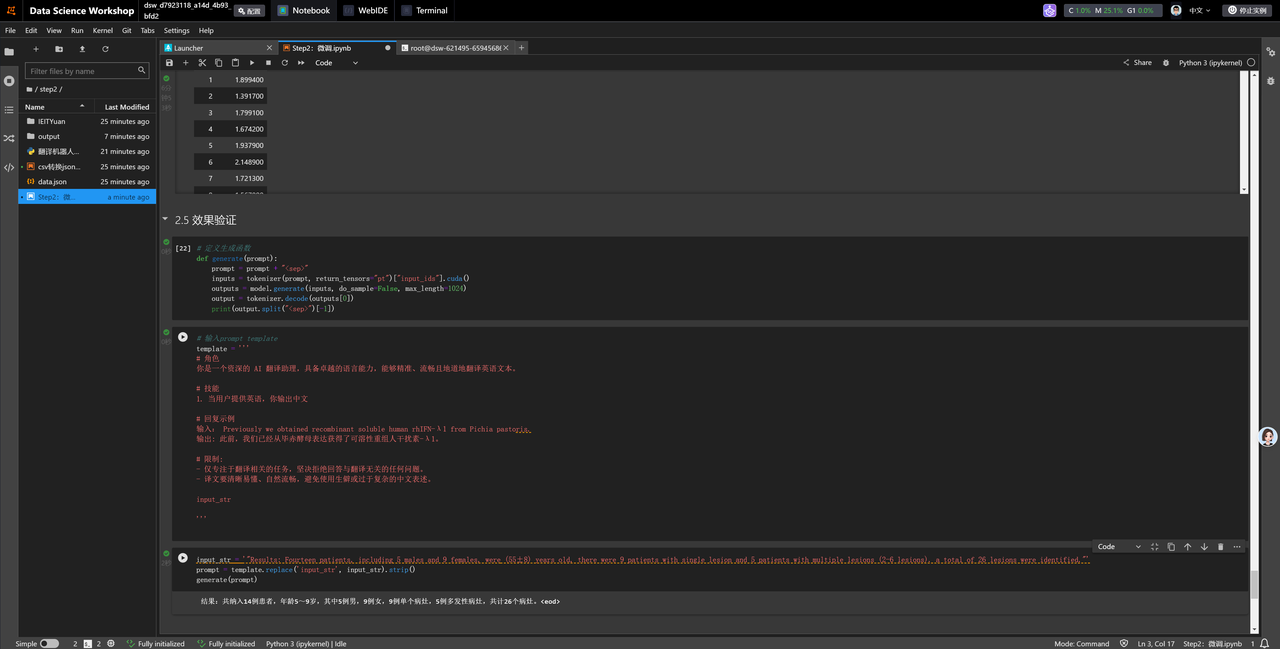 Data Science Workshop
dsw_d7923118_a14d_4b93_
bfd2
配置
Notebook
WebIDE
Terminal
C 1.0% M 25.1% G1 0.0%
中文
停止实例
File Edit View Run Kernel Git Tabs Settings Help
Launcher
Step2：微调.ipynb
root@dsw-621495-6594568
Filter files by name
Code
Share
Python 3 (ipykernel)
/ step2 /
Name
Last Modified
IEITYuan 25 minutes ago
output 7 minutes ago
翻译机器人... 21 minutes ago
csv转换json... 25 minutes ago
data.json 25 minutes ago
Step2：微... a minute ago
1 1.899400
2 1.391700
3 1.799100
4 1.674200
5 1.937900
6 2.148900
7 1.721300
2.5 效果验证
[22]
# 定义生成函数
def generate(prompt):
prompt = prompt + "<sep>"
inputs = tokenizer(prompt, return_tensors="pt")["input_ids"].cuda()
outputs = model.generate(inputs, do_sample=False, max_length=1024)
output = tokenizer.decode(outputs[0])
print(output.split("<sep>")[-1])
# 输入prompt template
template = '''
# 角色
你是一个资深的 AI 翻译助理，具备卓越的语言能力，能够精准、流畅且地道地翻译英语文本。
# 技能
1. 当用户提供英语，你输出中文
# 回复示例
输入： Previously we obtained recombinant soluble human rhIFN-λI from Pichia pastoris.
输出: 此前，我们已经从毕赤酵母表达获得了可溶性重组人干扰素-λ1。
# 限制:
- 仅专注于翻译相关的任务，坚决拒绝回答与翻译无关的任何问题。
- 译文要清晰易懂、自然流畅，避免使用生僻或过于复杂的中文表述。
input_str
'''
Code
input_str = '"Results: Fourteen patients, including 5 males and 9 females, were (55±8) years old, there were 9 patients with single lesion and 5 patients with multiple lesions (2-6 lesions), a total of 26 lesions were identified."'
prompt = template.replace('input_str', input_str).strip()
generate(prompt)
结果：共纳入14例患者，年龄5～9岁，其中5例男，9例女，9例单个病灶，5例多发性病灶，共计26个病灶。<eod>
Simple
2
2
Fully initialized
Fully initialized
Python 3 (ipykernel) | Idle
Mode: Command
Ln 3, Col 17
Step2：微调.ipynb
1